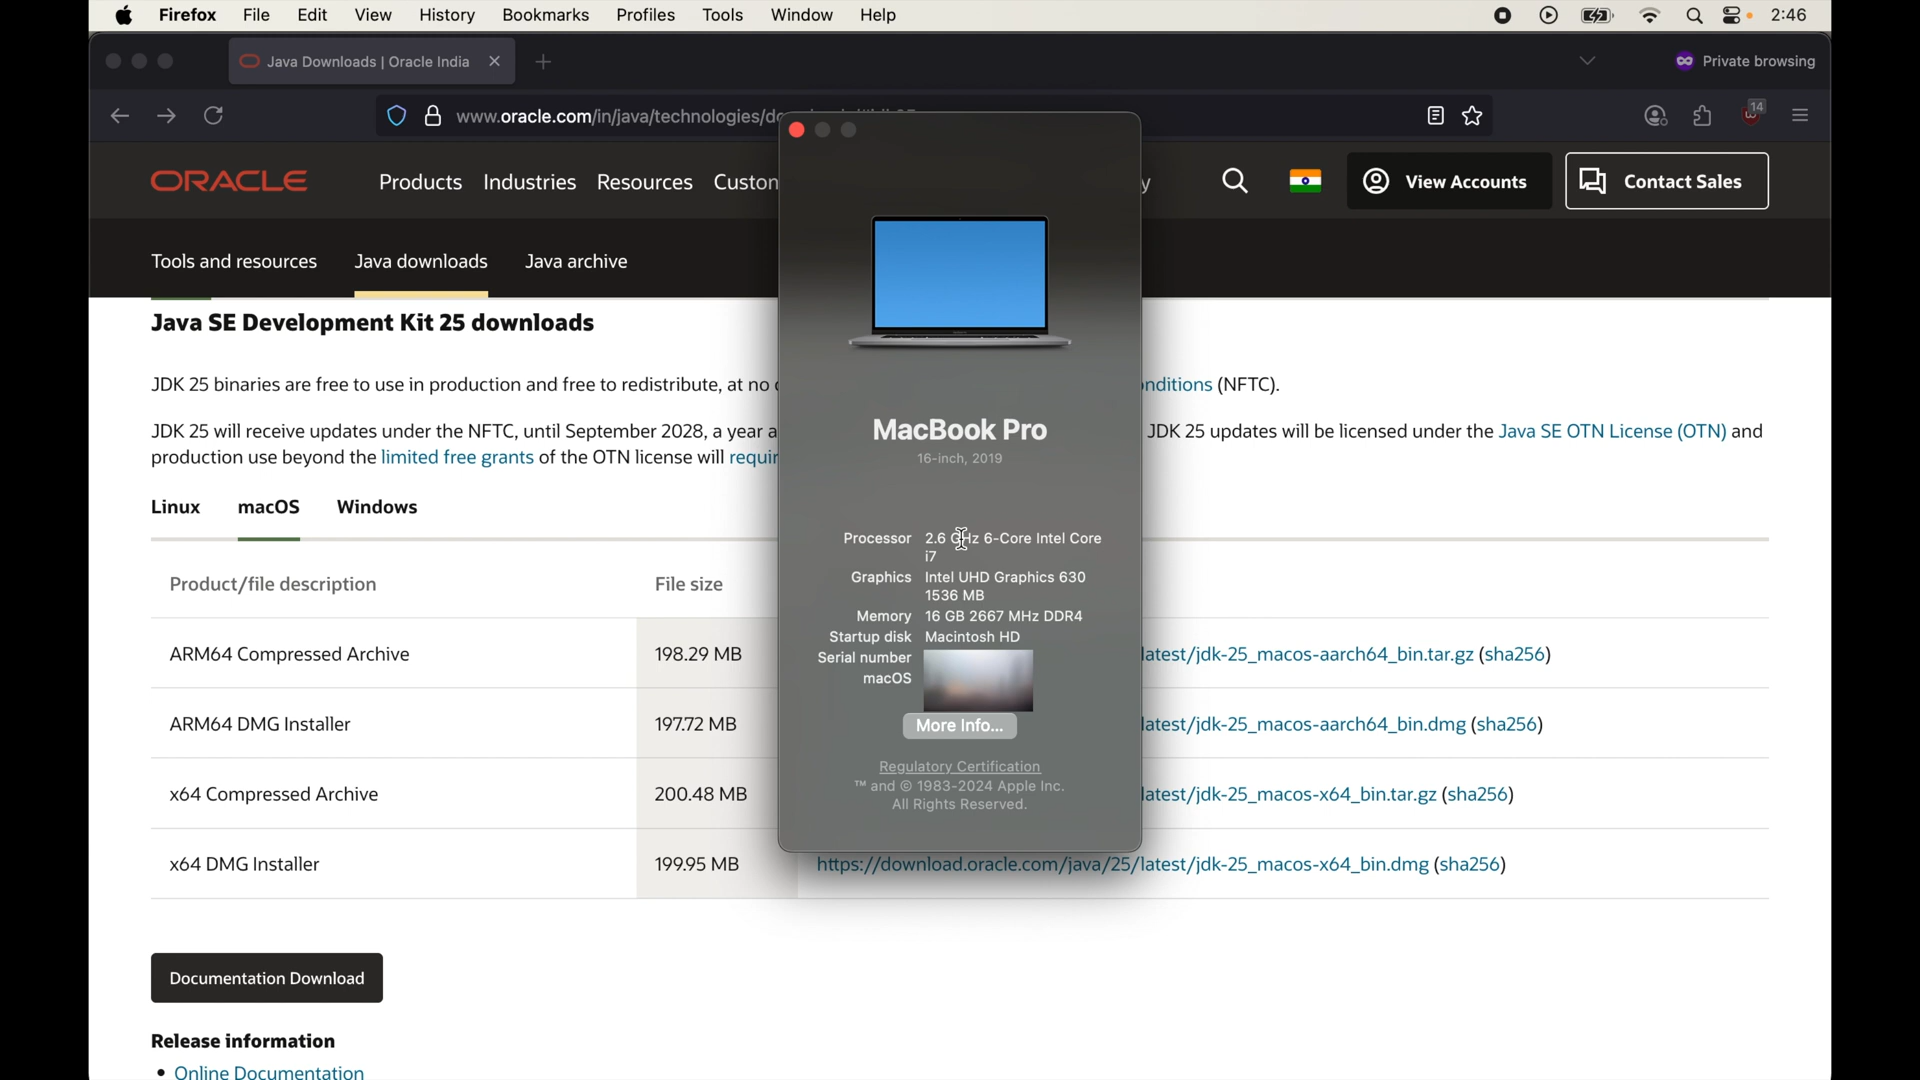 Firefox File Edit View History Bookmarks Profiles Tools Window Help 2:46
Java Downloads | Oracle India Private browsing
www.oracle.com/in/java/technologies/do 14
ORACLE Products Industries Resources Custon y View Accounts Contact Sales
Tools and resources Java downloads Java archive
Java SE Development Kit 25 downloads
JDK 25 binaries are free to use in production and free to redistribute, at no nditions (NFTC).
JDK 25 will receive updates under the NFTC, until September 2028, a year a JDK 25 updates will be licensed under the Java SE OTN License (OTN) and
production use beyond the limited free grants of the OTN license will requir
Linux macOS Windows
Product/file description File size
ARM64 Compressed Archive 198.29 MB latest/jdk-25_macos-aarch64_bin.tar.gz (sha256)
ARM64 DMG Installer 197.72 MB latest/jdk-25_macos-aarch64_bin.dmg (sha256)
x64 Compressed Archive 200.48 MB latest/jdk-25_macos-x64_bin.tar.gz (sha256)
x64 DMG Installer 199.95 MB https://download.oracle.com/java/25/latest/jdk-25_macos-x64_bin.dmg (sha256)
Documentation Download
Release information
• Online Documentation
MacBook Pro
16-inch, 2019
Processor 2.6 GHz 6-Core Intel Core
i7
Graphics Intel UHD Graphics 630
1536 MB
Memory 16 GB 2667 MHz DDR4
Startup disk Macintosh HD
Serial number
macOS
More Info...
Regulatory Certification
™ and © 1983-2024 Apple Inc.
All Rights Reserved.